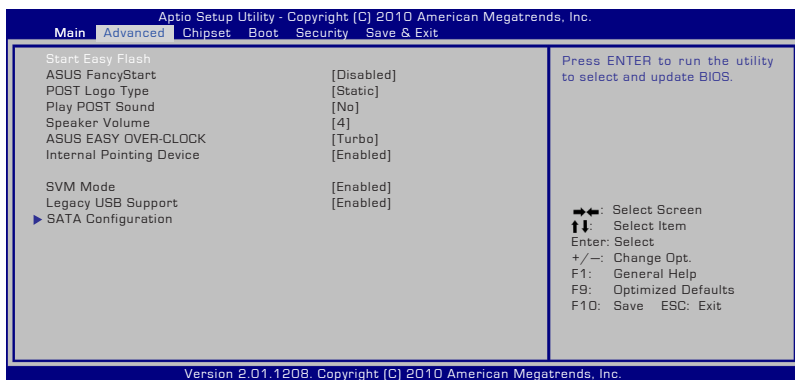 Aptio Setup Utility - Copyright (C) 2010 American Megatrends, Inc.
Main Advanced Chipset Boot Security Save & Exit
Start Easy Flash
ASUS FancyStart [Disabled]
POST Logo Type [Static]
Play POST Sound [No]
Speaker Volume [4]
ASUS EASY OVER-CLOCK [Turbo]
Internal Pointing Device [Enabled]
SVM Mode [Enabled]
Legacy USB Support [Enabled]
SATA Configuration
Press ENTER to run the utility
to select and update BIOS.
: Select Screen
: Select Item
Enter: Select
+/—: Change Opt.
F1: General Help
F9: Optimized Defaults
F10: Save ESC: Exit
Version 2.01.1208. Copyright (C) 2010 American Megatrends, Inc.